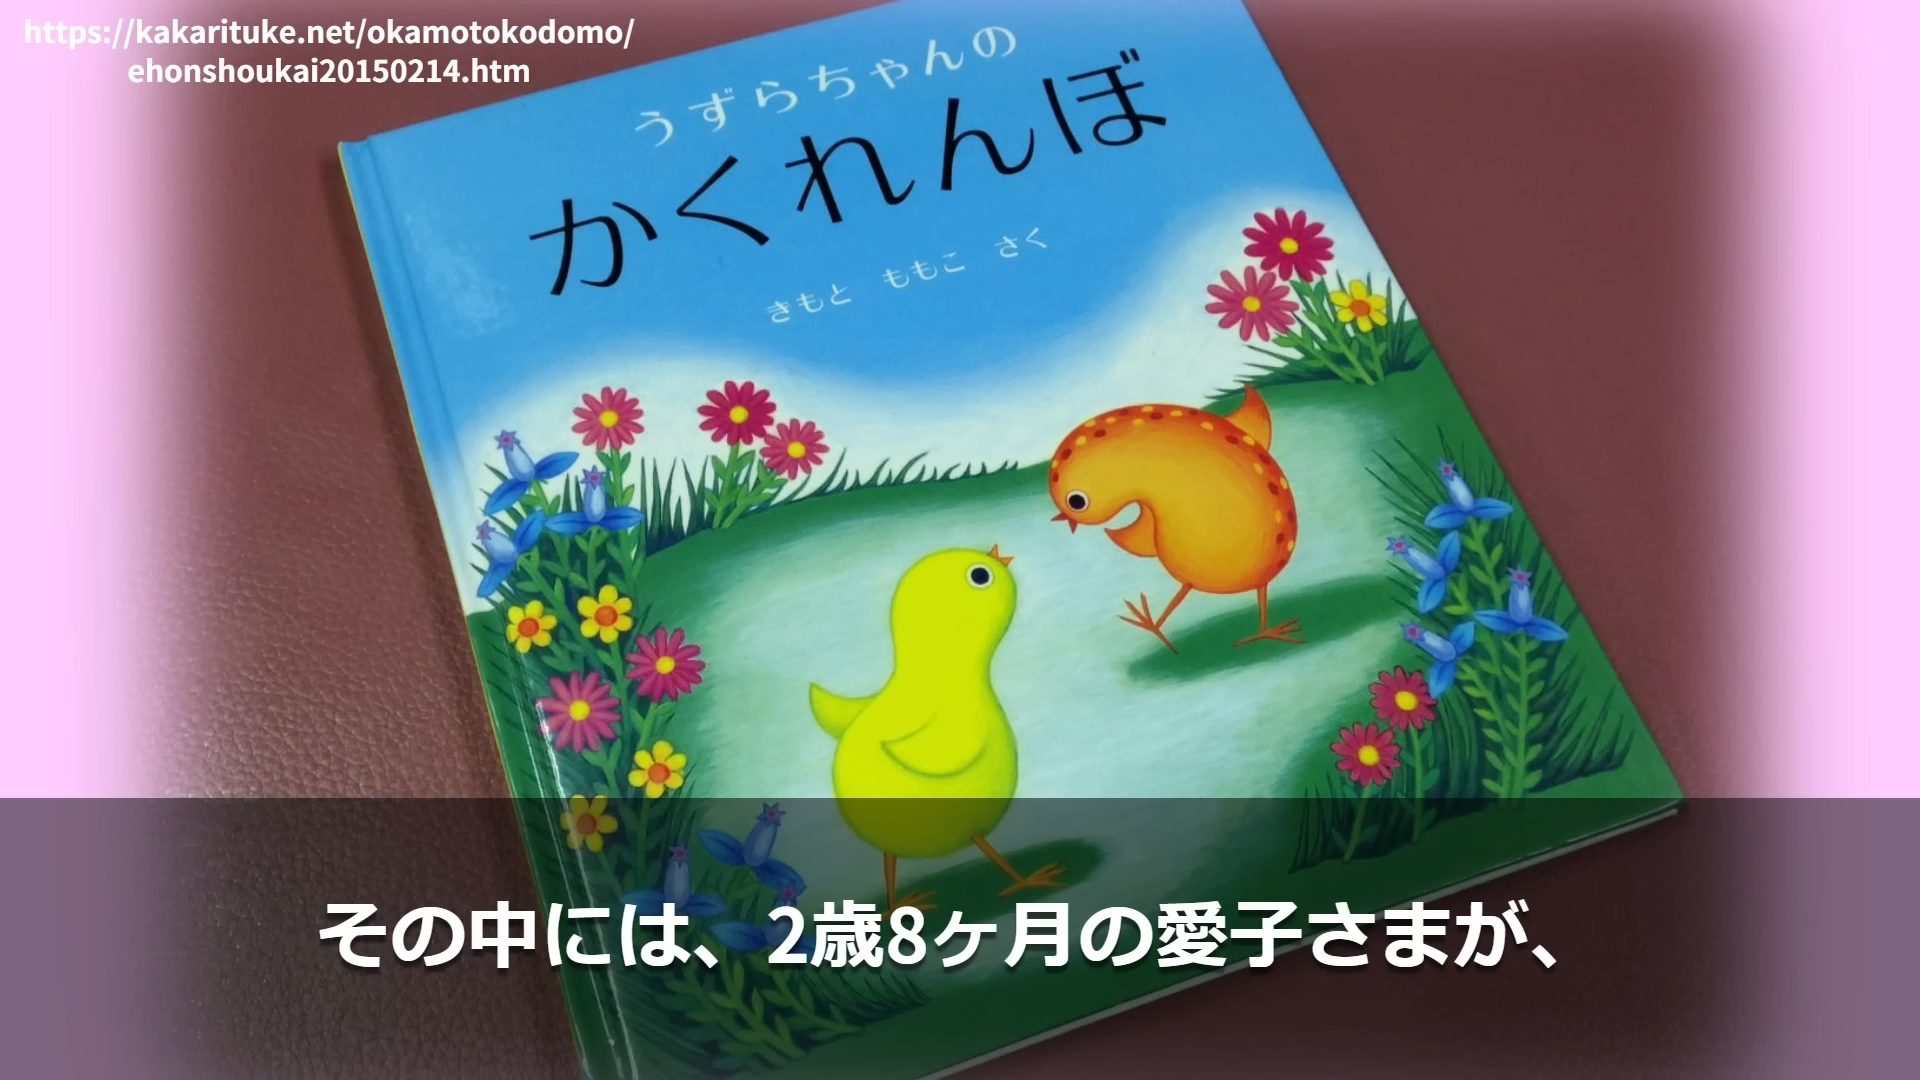 https://kakarituke.net/okamotokodomo/
ehonshoukai20150214.htm
うずらちゃんの
かくれんぼ
きもと ももこ さく
その中には、2歳8ヶ月の愛子さまが、